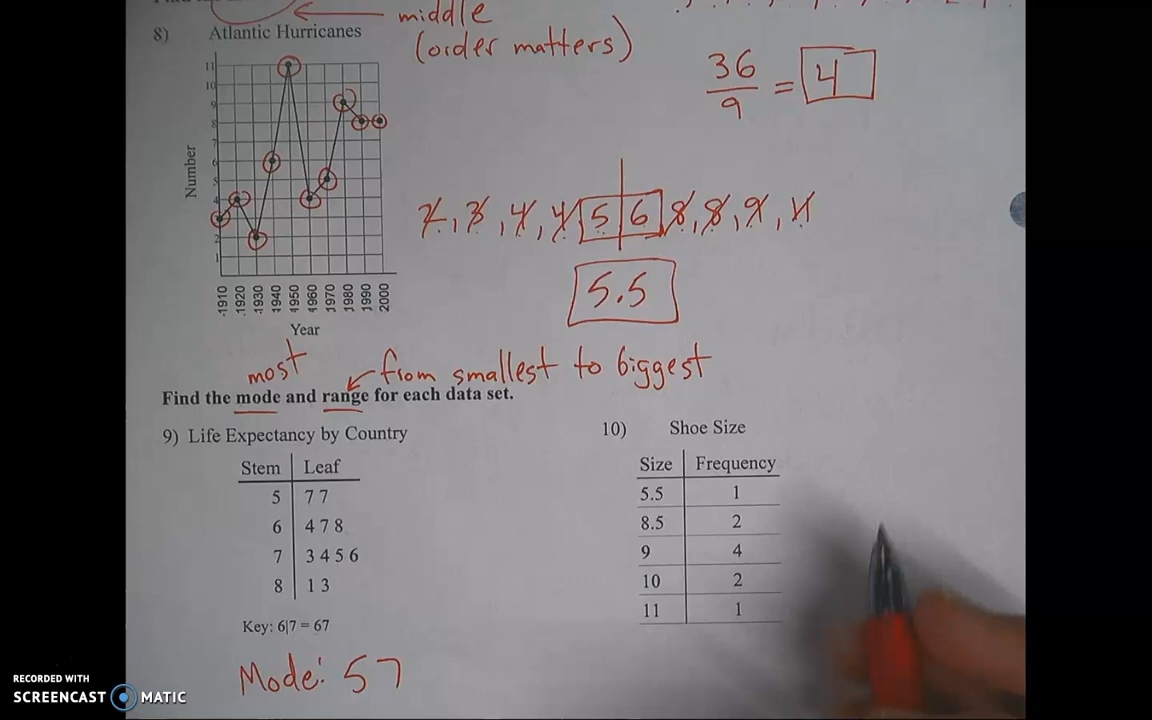 middle
8) Atlantic Hurricanes
(order matters)
36
9
= 4
11
10
9
8
7
6
5
4
3
2
1
Number
1910 1920 1930 1940 1950 1960 1970 1980 1990 2000
Year
2, 3, 4, 4 5 6 8, 8, 9, 11
5.5
most
from smallest to biggest
Find the mode and range for each data set.
9) Life Expectancy by Country
Stem Leaf
5 7 7
6 4 7 8
7 3 4 5 6
8 1 3
Key: 6|7 = 67
Mode: 57
10) Shoe Size
Size Frequency
5.5 1
8.5 2
9 4
10 2
11 1
RECORDED WITH
SCREENCAST MATIC